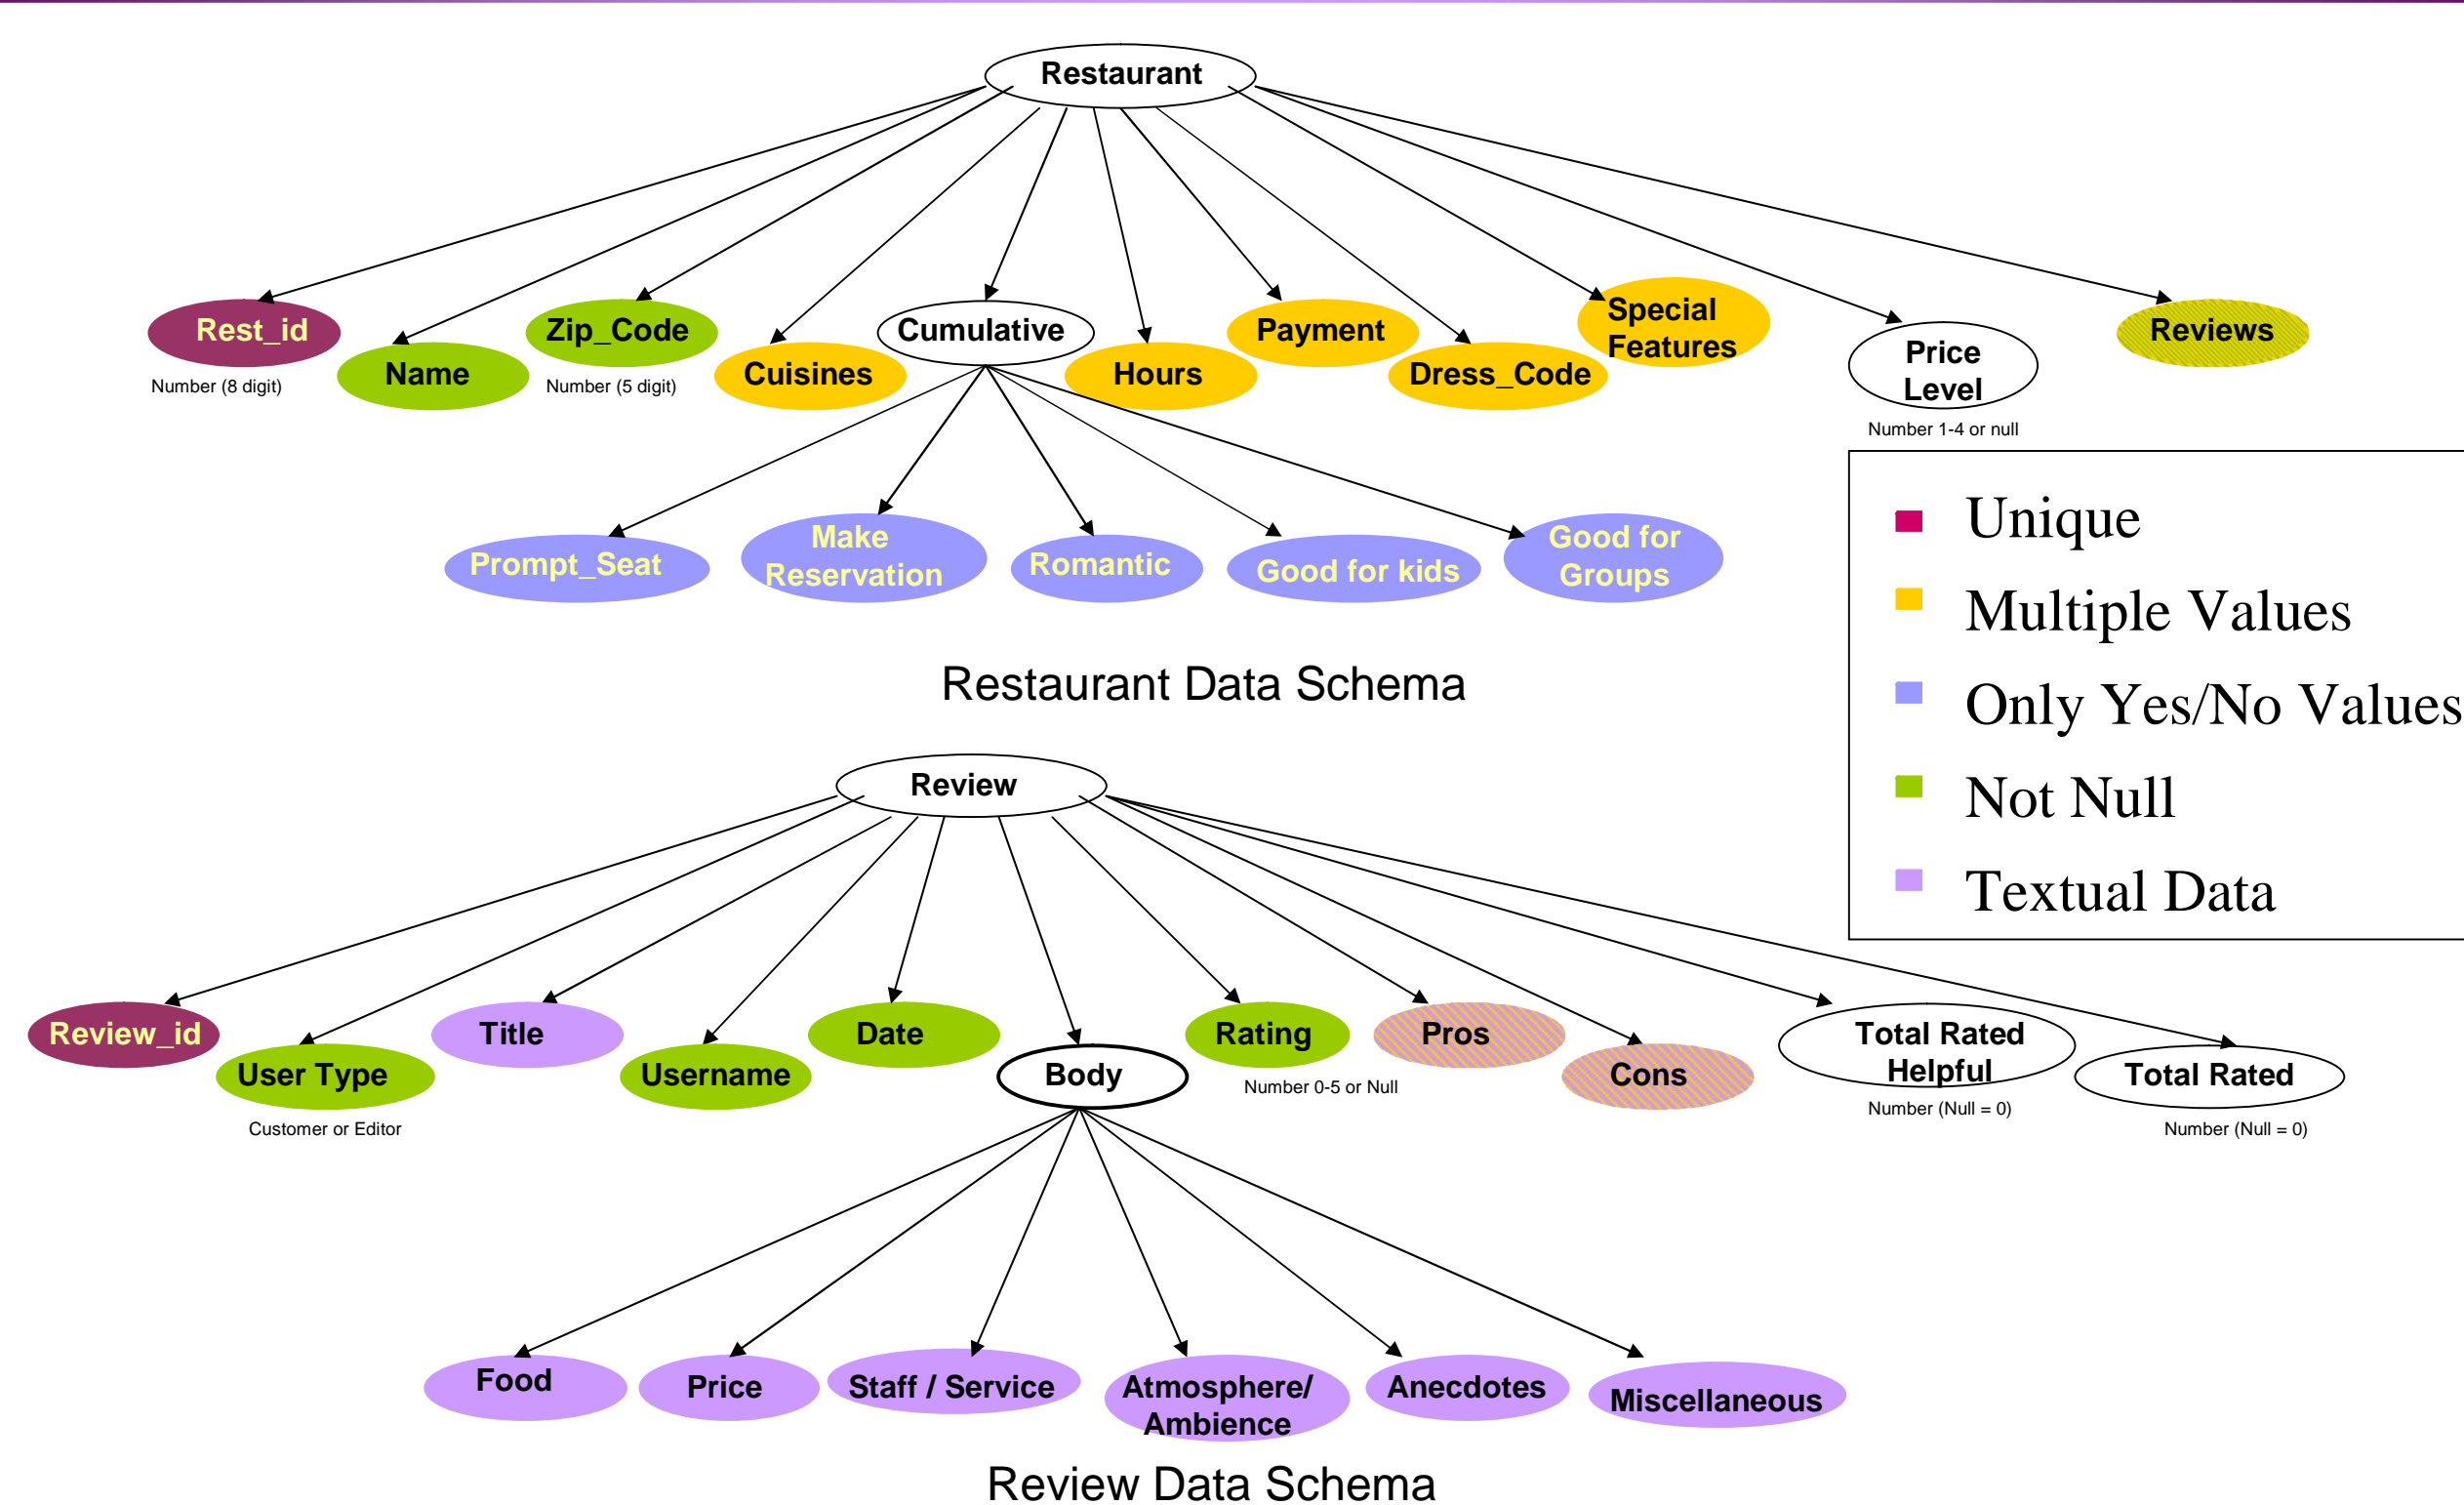 Restaurant
Rest_id
Number (8 digit)
Name
Zip_Code
Number (5 digit)
Cuisines
Cumulative
Hours
Payment
Dress_Code
Special
Features
Price
Level
Number 1-4 or null
Reviews
Prompt_Seat
Make
Reservation
Romantic
Good for kids
Good for
Groups
Restaurant Data Schema
Unique
Multiple Values
Only Yes/No Values
Not Null
Textual Data
Review
Review_id
User Type
Customer or Editor
Title
Username
Date
Body
Rating
Number 0-5 or Null
Pros
Cons
Total Rated
Helpful
Number (Null = 0)
Total Rated
Number (Null = 0)
Food
Price
Staff / Service
Atmosphere/
Ambience
Anecdotes
Miscellaneous
Review Data Schema